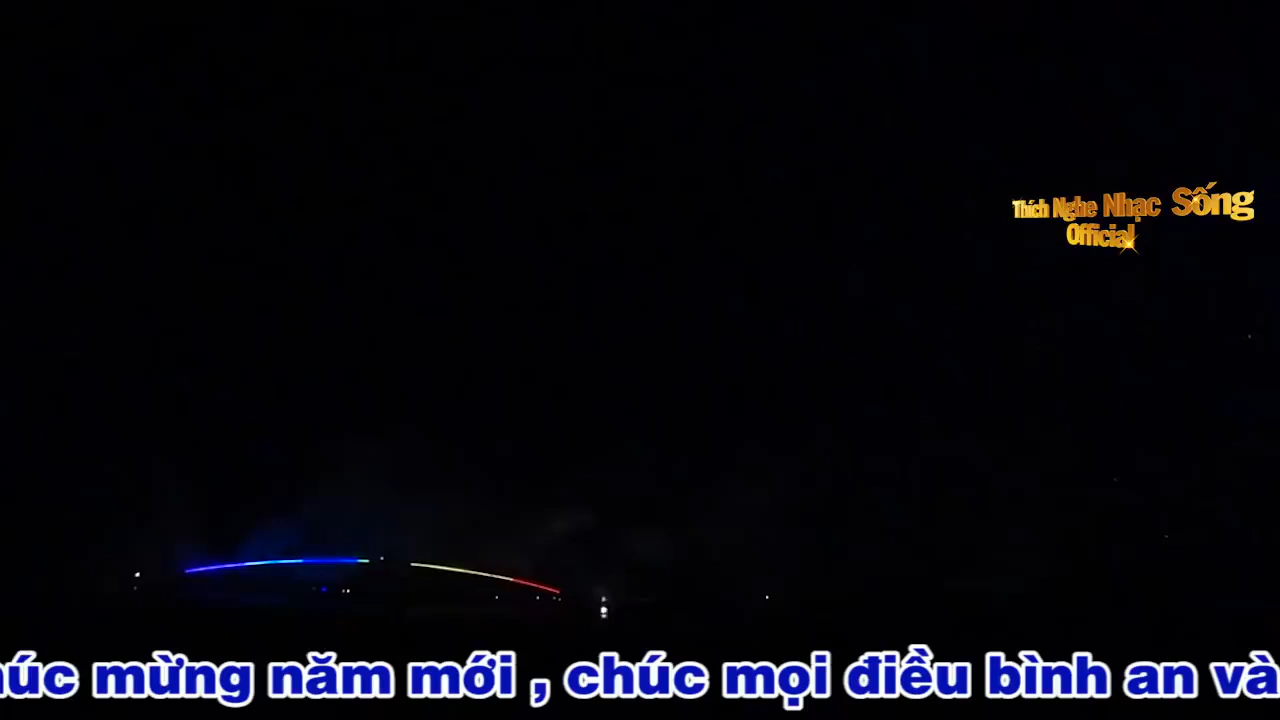 Thích Nghe Nhạc Sống
Official
úc mừng năm mới , chúc mọi điều bình an và